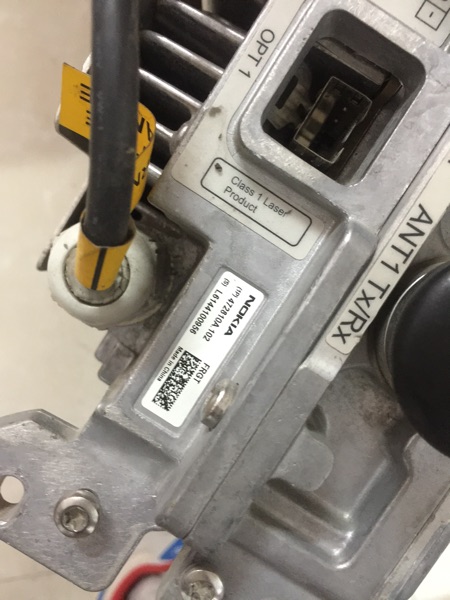 OPT 1
Class 1 Laser
Product
ANT1 Tx/Rx
NOKIA
(1P) 472810A.102
(S) L6144100956
FRGT
Made in China